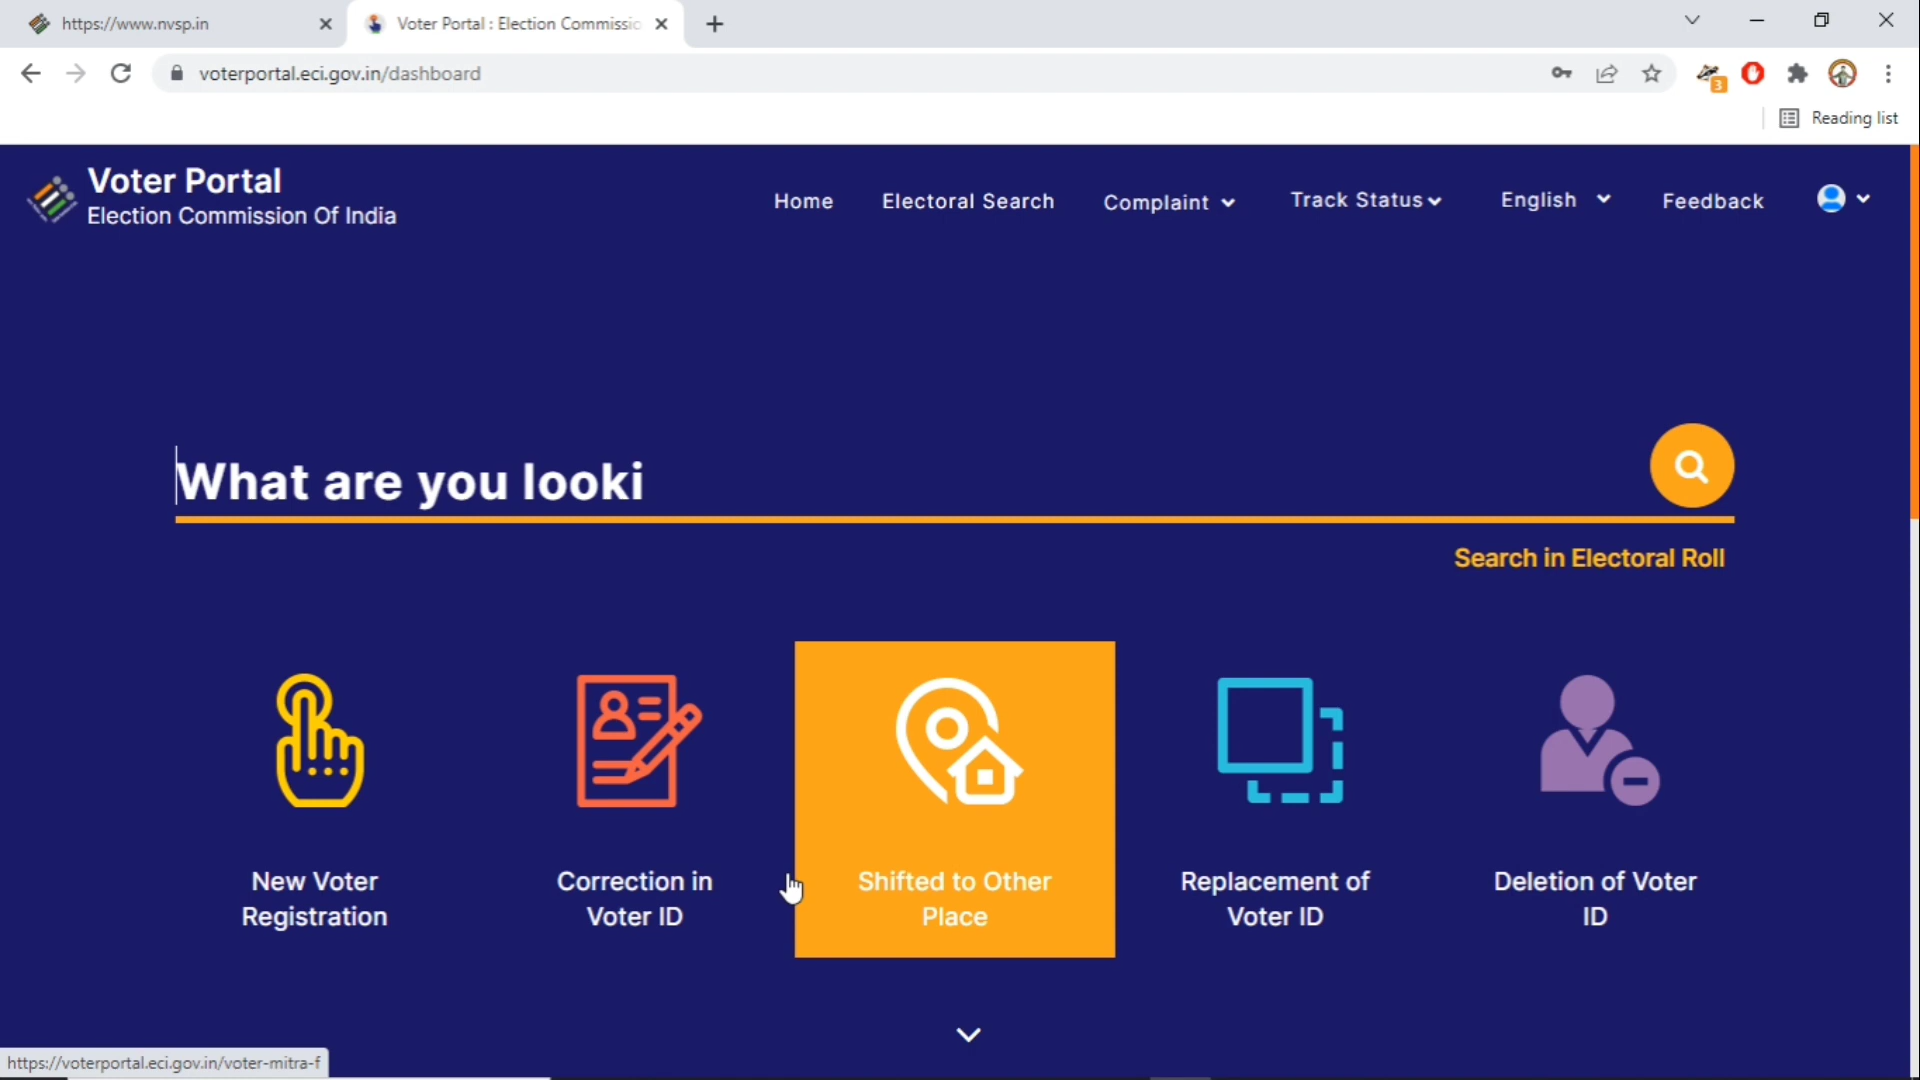 https://www.nvsp.in
Voter Portal : Election Commissio
voterportal.eci.gov.in/dashboard
3
Reading list
Voter Portal
Election Commission Of India
Home
Electoral Search
Complaint
Track Status
English
Feedback
What are you looki
Search in Electoral Roll
New Voter
Registration
Correction in
Voter ID
Shifted to Other
Place
Replacement of
Voter ID
Deletion of Voter
ID
https://voterportal.eci.gov.in/voter-mitra-f